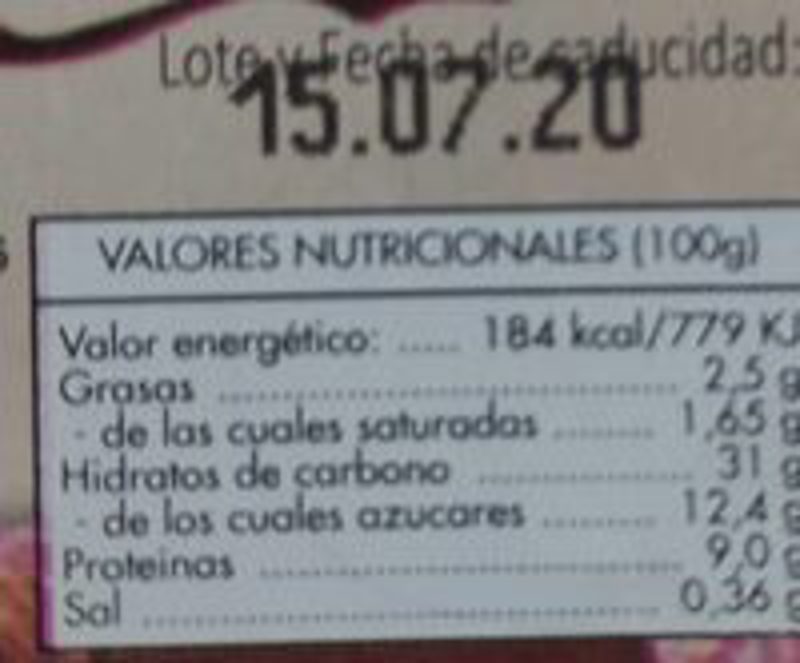 Lote y Fecha de caducidad:
15.07.20
VALORES NUTRICIONALES (100g)
Valor energético: ..... 184 kcal/779 KJ
Grasas ........................................ 2,5 g
- de las cuales saturadas ......... 1,65 g
Hidratos de carbono .................. 31 g
- de los cuales azucares .......... 12,4 g
Proteinas .................................... 9,0 g
Sal ............................................. 0,36 g